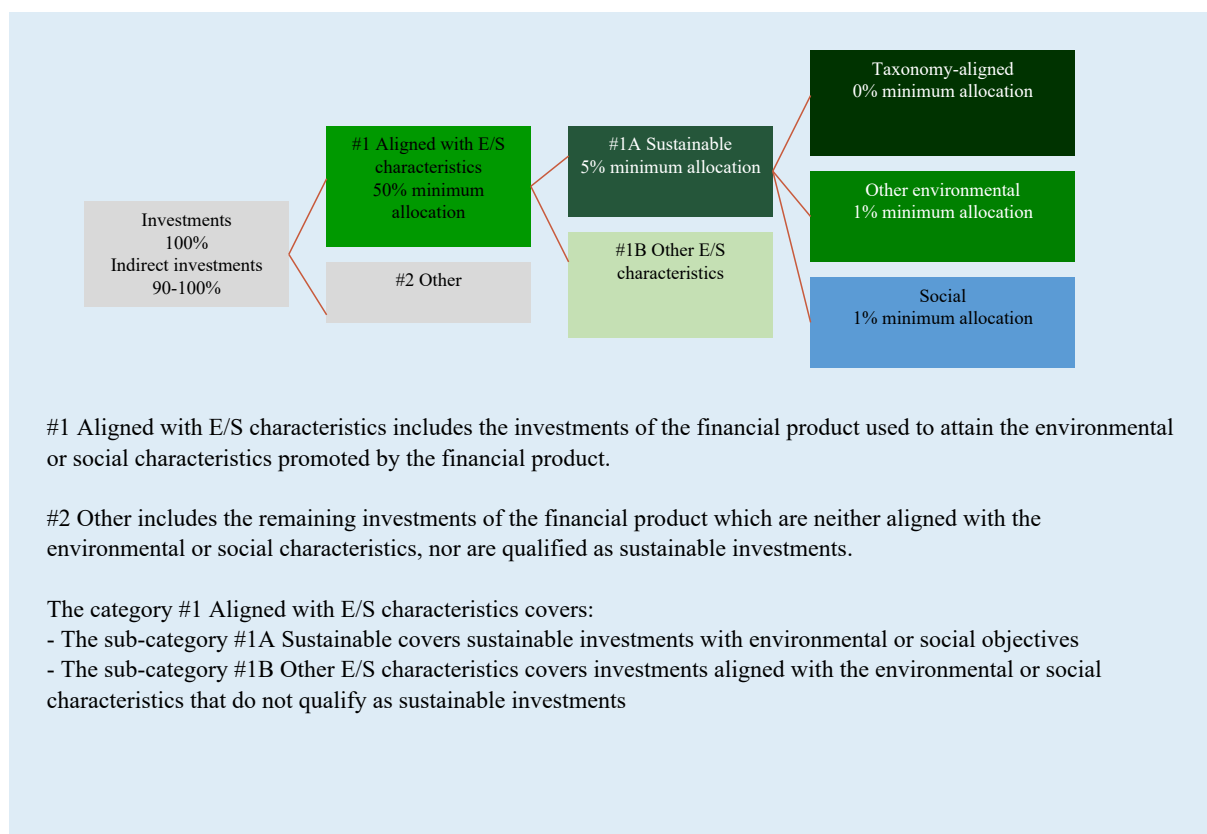 Investments
100%
Indirect investments
90-100%
#1 Aligned with E/S
characteristics
50% minimum
allocation
#2 Other
#1A Sustainable
5% minimum allocation
#1B Other E/S
characteristics
Taxonomy-aligned
0% minimum allocation
Other environmental
1% minimum allocation
Social
1% minimum allocation
#1 Aligned with E/S characteristics includes the investments of the financial product used to attain the environmental
or social characteristics promoted by the financial product.
#2 Other includes the remaining investments of the financial product which are neither aligned with the
environmental or social characteristics, nor are qualified as sustainable investments.
The category #1 Aligned with E/S characteristics covers:
- The sub-category #1A Sustainable covers sustainable investments with environmental or social objectives
- The sub-category #1B Other E/S characteristics covers investments aligned with the environmental or social
characteristics that do not qualify as sustainable investments